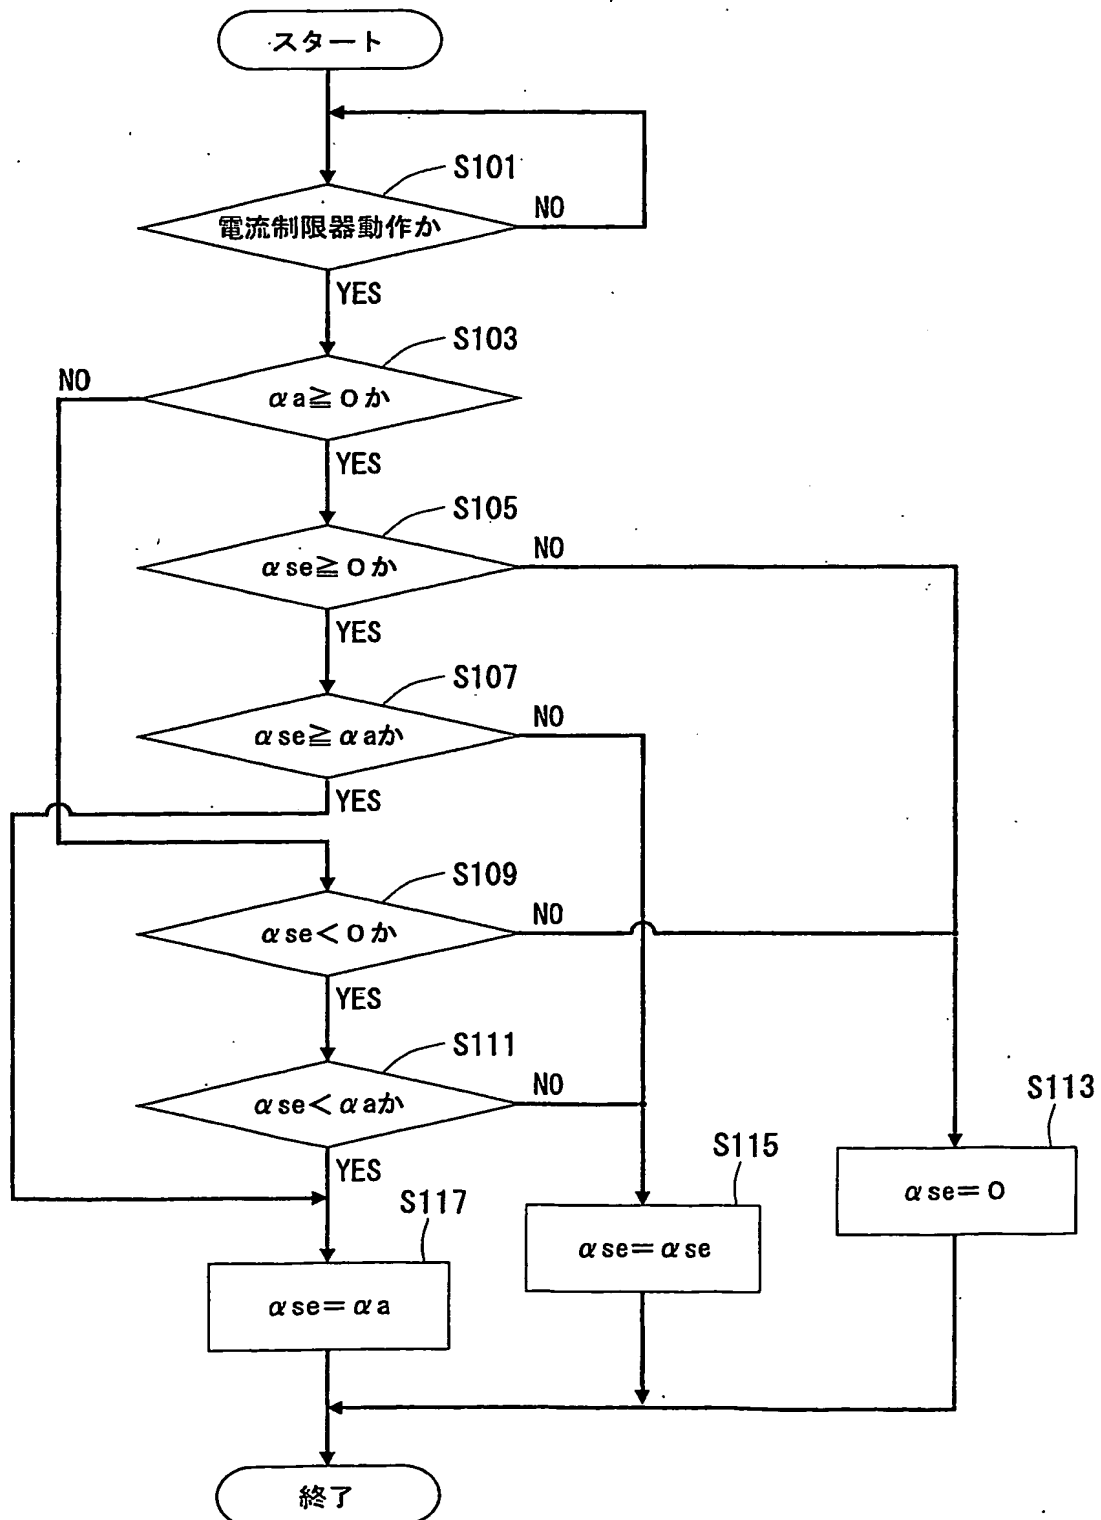 スタート
S101
電流制限器動作か
NO
YES
S103
NO
αa≧0か
YES
S105
αse≧0か
NO
YES
S107
αse≧αaか
NO
YES
S109
αse<0か
NO
YES
S111
αse<αaか
NO
YES
S113
αse=0
S115
αse=αse
S117
αse=αa
終了